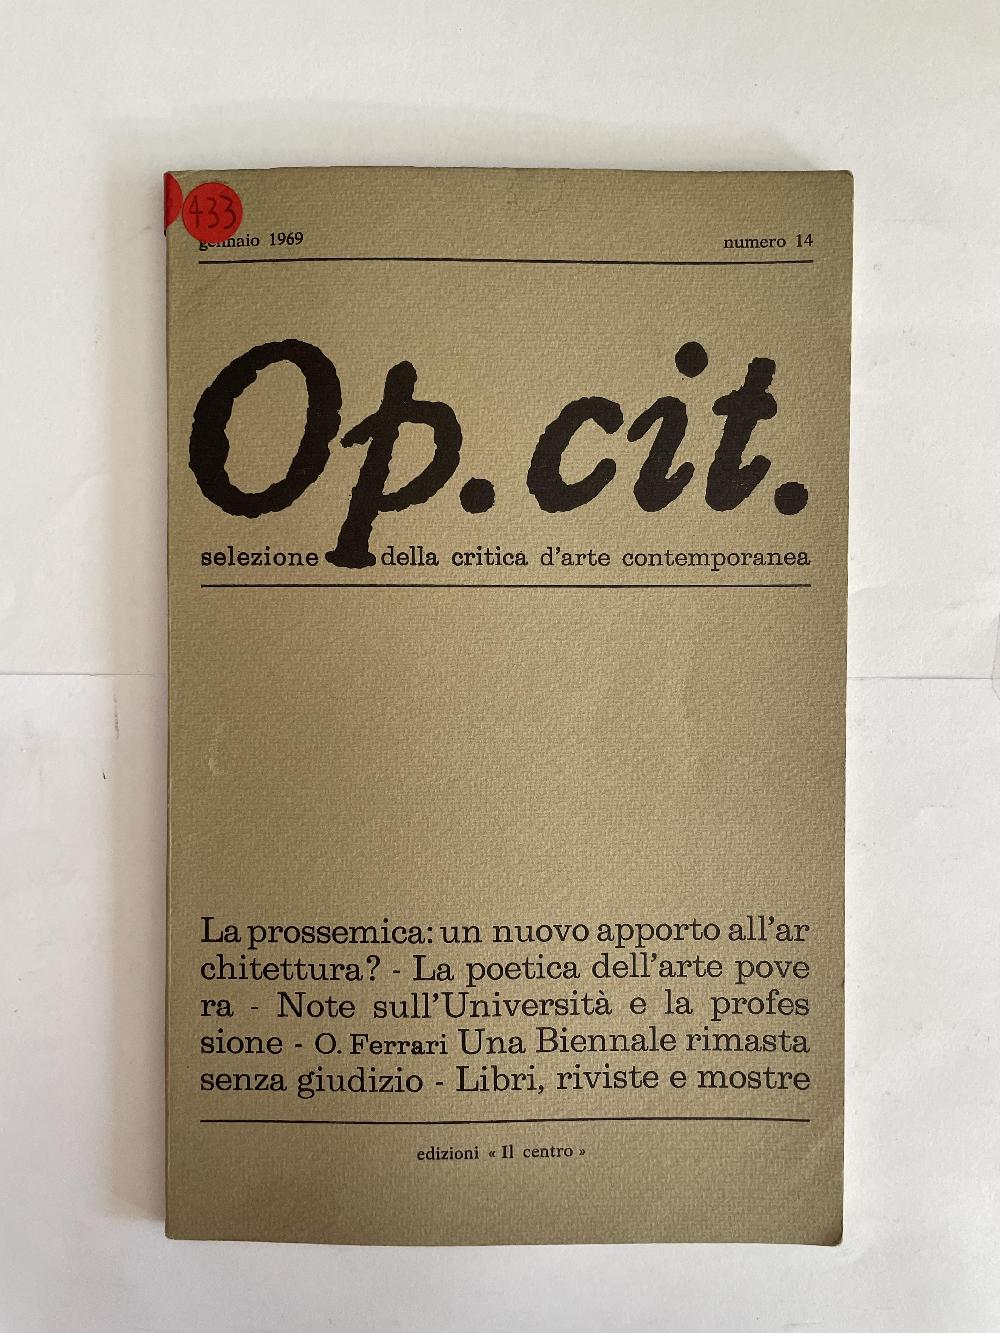 433
gennaio 1969 numero 14
Op. cit.
selezione della critica d'arte contemporanea
La prossemica: un nuovo apporto all'ar
chitettura? - La poetica dell'arte pove
ra - Note sull'Università e la profes
sione - O. Ferrari Una Biennale rimasta
senza giudizio - Libri, riviste e mostre
edizioni « Il centro »